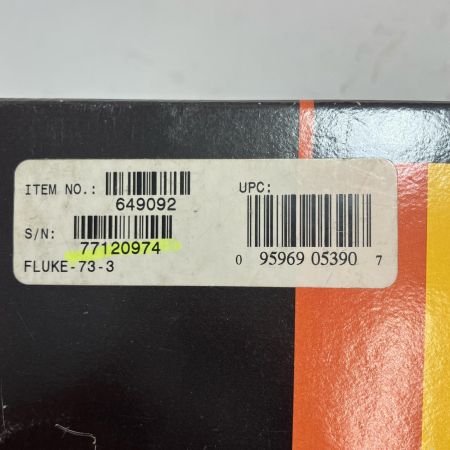 ITEM NO.:
649092
S/N:
77120974
FLUKE-73-3
UPC:
0 95969 05390 7